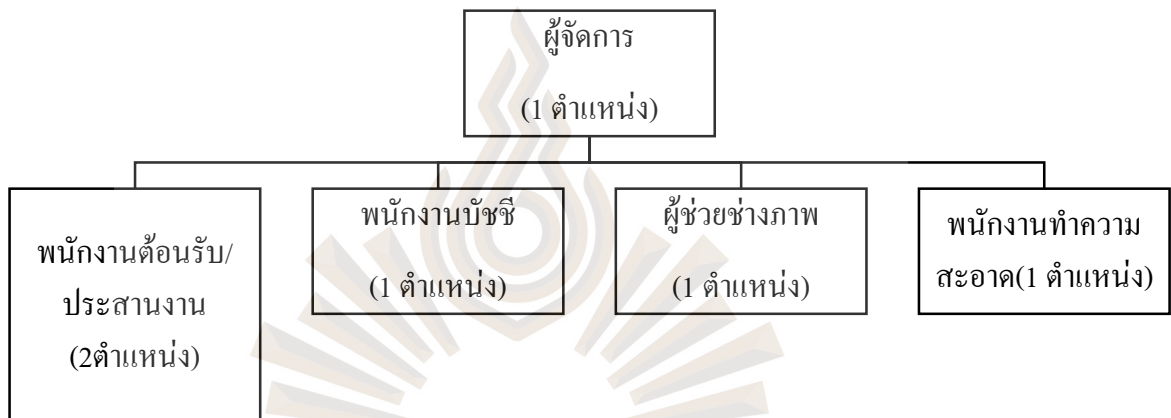 ผู้จัดการ
(1 ตำแหน่ง)
พนักงานต้อนรับ/
ประสานงาน
(2ตำแหน่ง)
พนักงานบัชชี
(1 ตำแหน่ง)
ผู้ช่วยช่างภาพ
(1 ตำแหน่ง)
พนักงานทำความ
สะอาด(1 ตำแหน่ง)